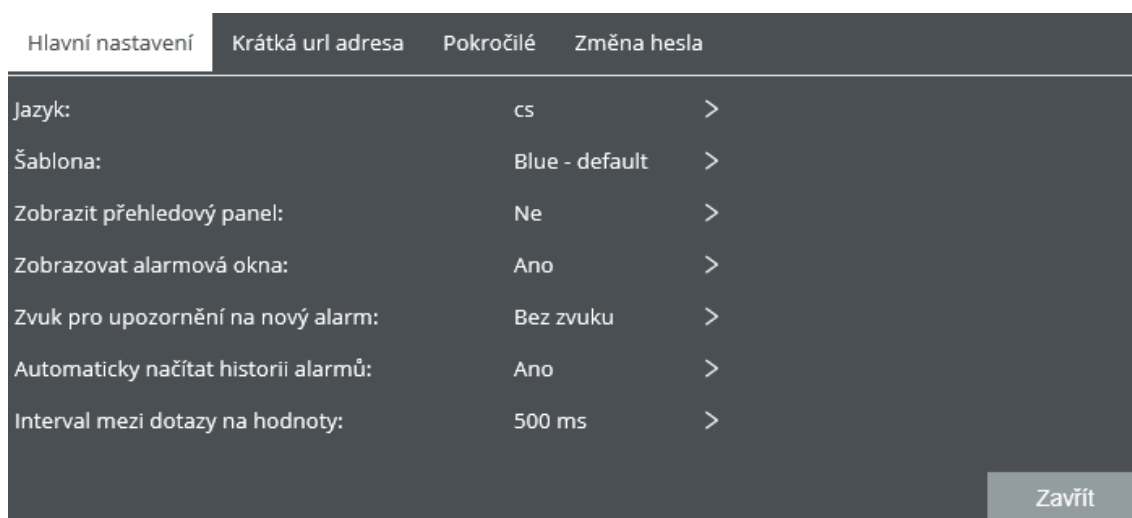 Hlavní nastavení Krátká url adresa Pokročilé Změna hesla
Jazyk: cs >
Šablona: Blue - default >
Zobrazit přehledový panel: Ne >
Zobrazovat alarmová okna: Ano >
Zvuk pro upozornění na nový alarm: Bez zvuku >
Automaticky načítat historii alarmů: Ano >
Interval mezi dotazy na hodnoty: 500 ms >
Zavřít